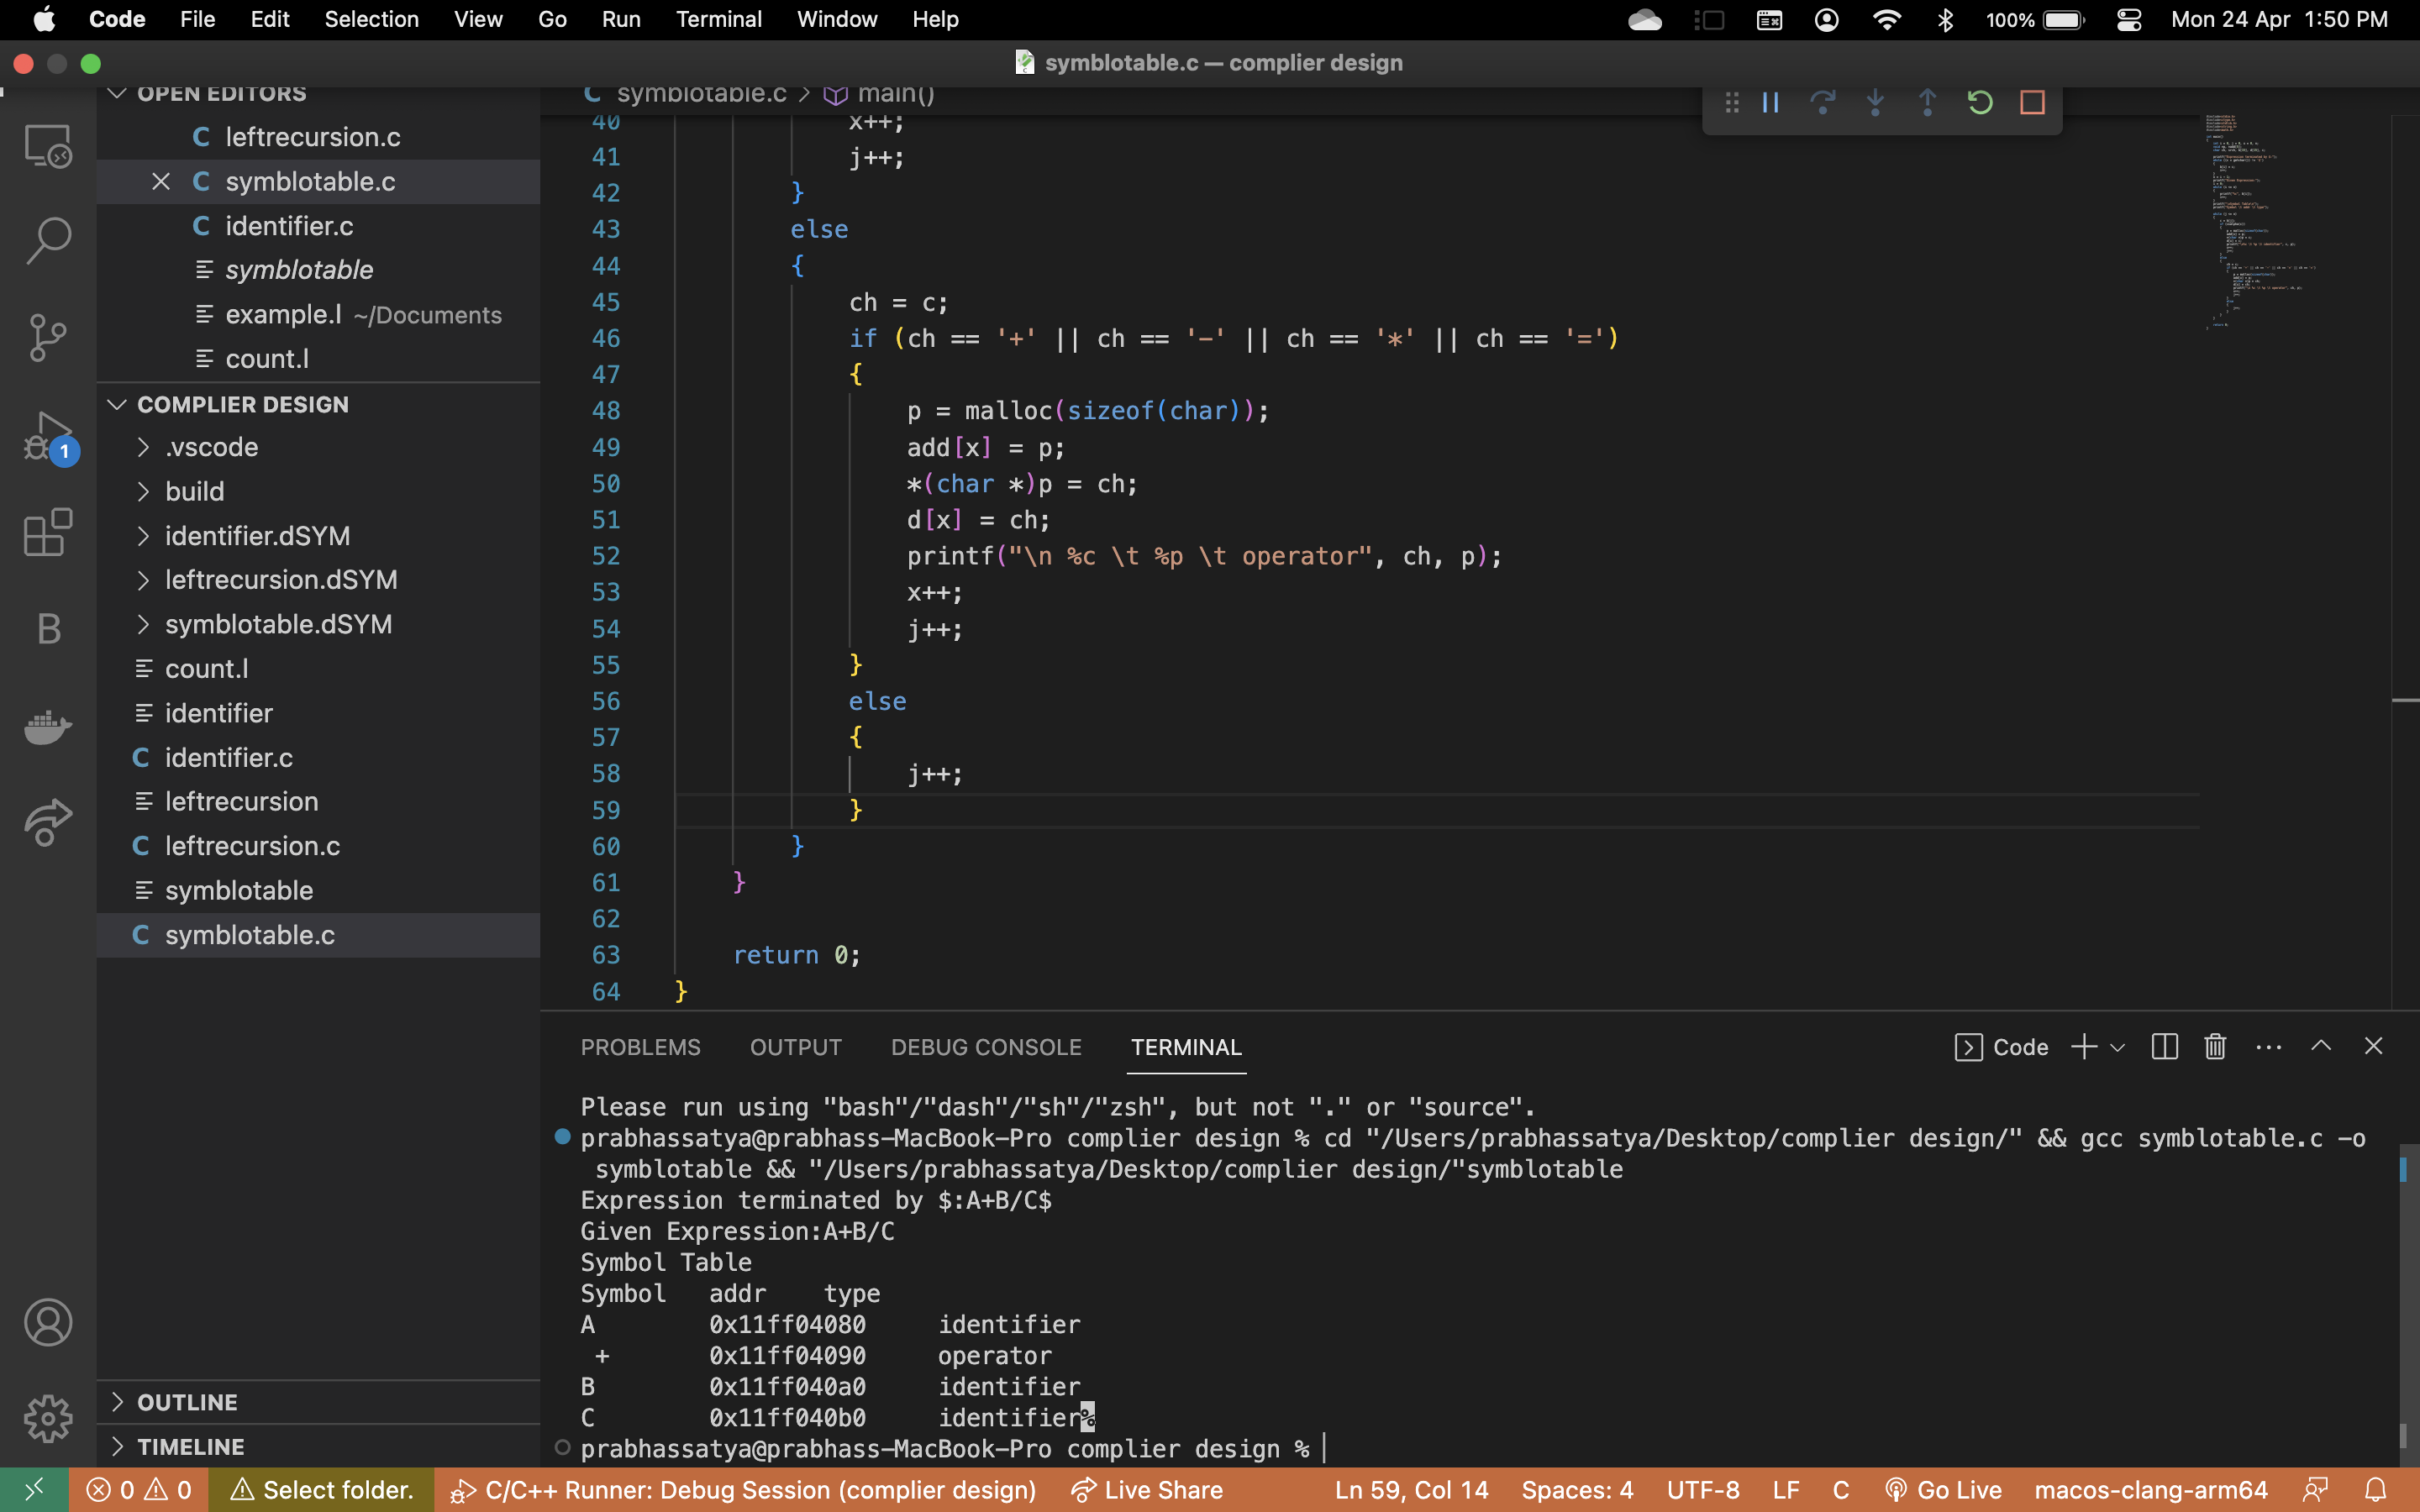 Code File Edit Selection View Go Run Terminal Window Help 100% Mon 24 Apr 1:50 PM
symblotable.c — complier design
OPEN EDITORS
C leftrecursion.c
C symblotable.c
C identifier.c
symblotable
example.l ~/Documents
count.l
COMPLIER DESIGN
.vscode
build
identifier.dSYM
leftrecursion.dSYM
symblotable.dSYM
count.l
identifier
C identifier.c
leftrecursion
C leftrecursion.c
symblotable
C symblotable.c
OUTLINE
TIMELINE
1
B
C symblotable.c > main()
40 x++;
41 j++;
42 }
43 else
44 {
45 ch = c;
46 if (ch == '+' || ch == '-' || ch == '*' || ch == '=')
47 {
48 p = malloc(sizeof(char));
49 add[x] = p;
50 *(char *)p = ch;
51 d[x] = ch;
52 printf("\n %c \t %p \t operator", ch, p);
53 x++;
54 j++;
55 }
56 else
57 {
58 j++;
59 }
60 }
61 }
62
63 return 0;
64 }
PROBLEMS OUTPUT DEBUG CONSOLE TERMINAL Code
Please run using "bash"/"dash"/"sh"/"zsh", but not "." or "source".
prabhassatya@prabhass-MacBook-Pro complier design % cd "/Users/prabhassatya/Desktop/complier design/" && gcc symblotable.c -o
symblotable && "/Users/prabhassatya/Desktop/complier design/"symblotable
Expression terminated by $:A+B/C$
Given Expression:A+B/C
Symbol Table
Symbol addr type
A 0x11ff04080 identifier
+ 0x11ff04090 operator
B 0x11ff040a0 identifier
C 0x11ff040b0 identifier%
prabhassatya@prabhass-MacBook-Pro complier design %
0 0 Select folder. C/C++ Runner: Debug Session (complier design) Live Share Ln 59, Col 14 Spaces: 4 UTF-8 LF C Go Live macos-clang-arm64